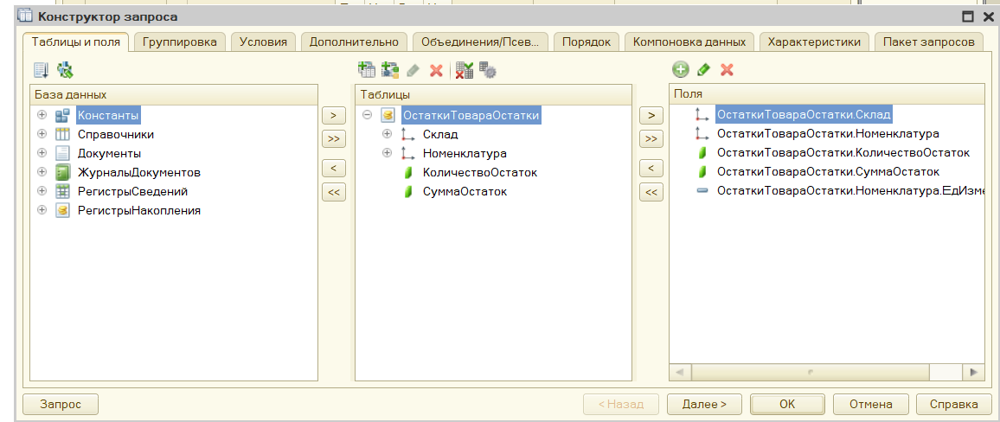 Конструктор запроса
Таблицы и поля
Группировка
Условия
Дополнительно
Объединения/Псев...
Порядок
Компоновка данных
Характеристики
Пакет запросов
База данных
Константы
Справочники
Документы
ЖурналыДокументов
РегистрыСведений
РегистрыНакопления
>
>>
<
<<
Таблицы
ОстаткиТовараОстатки
Склад
Номенклатура
КоличествоОстаток
СуммаОстаток
>
>>
<
<<
Поля
ОстаткиТовараОстатки.Склад
ОстаткиТовараОстатки.Номенклатура
ОстаткиТовараОстатки.КоличествоОстаток
ОстаткиТовараОстатки.СуммаОстаток
ОстаткиТовараОстатки.Номенклатура.ЕдИзме
Запрос
< Назад
Далее >
OK
Отмена
Справка